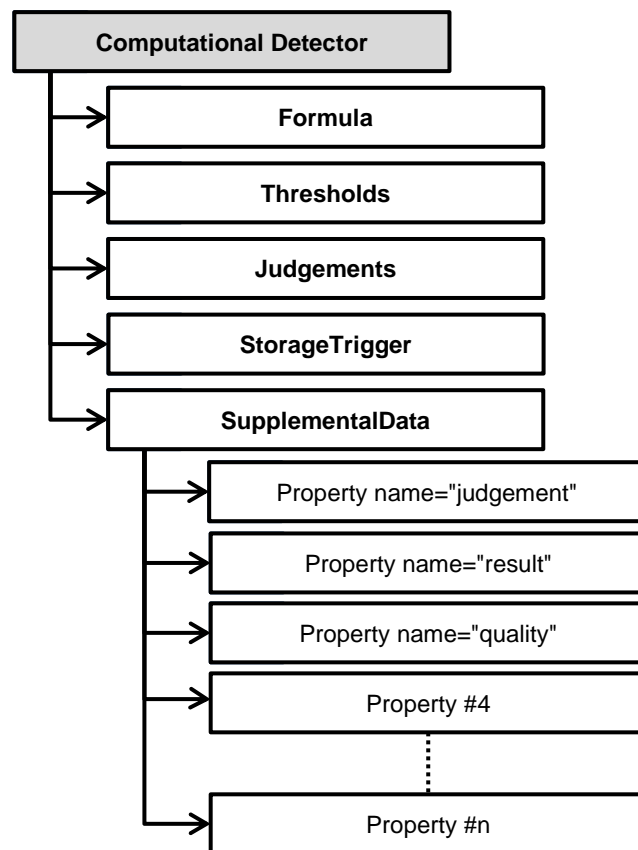 Computational Detector
Formula
Thresholds
Judgements
StorageTrigger
SupplementalData
Property name="judgement"
Property name="result"
Property name="quality"
Property #4
Property #n